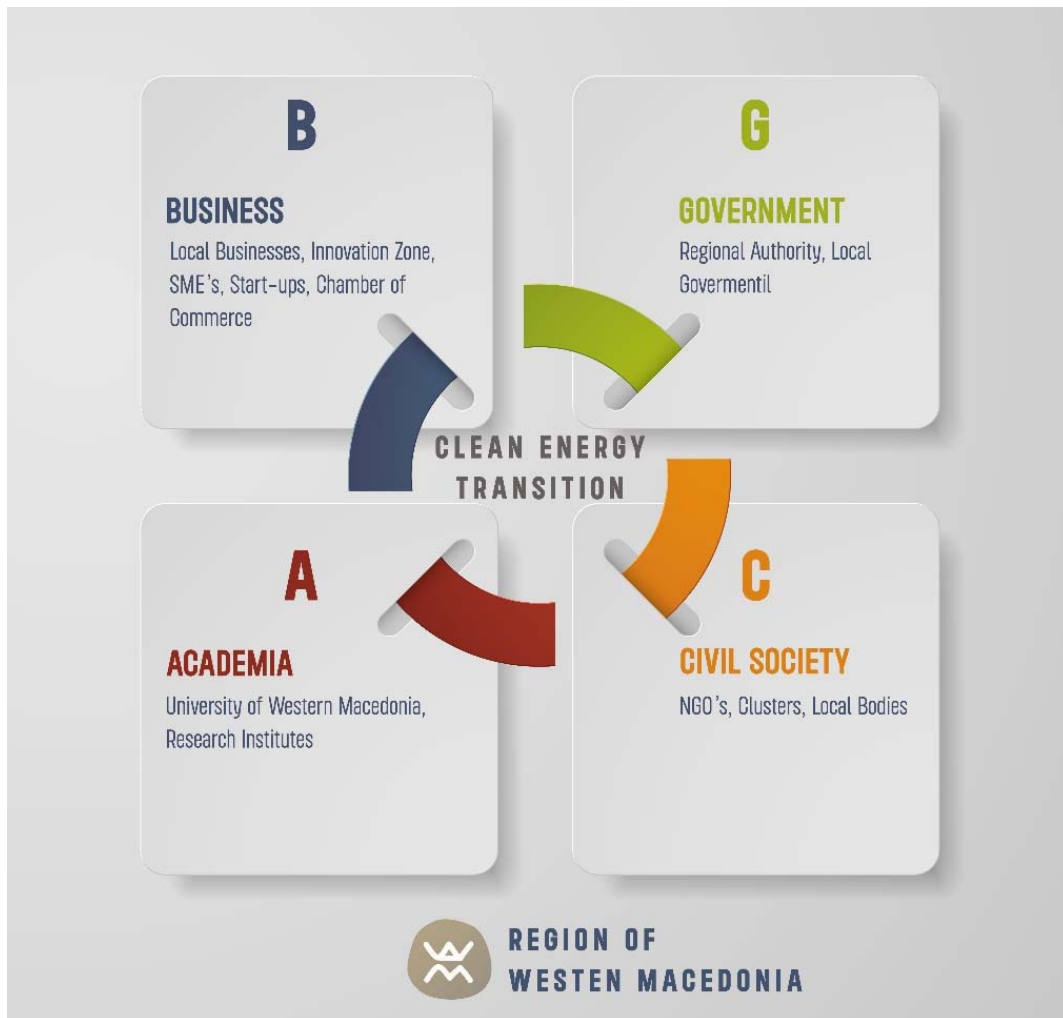 B
BUSINESS
Local Businesses, Innovation Zone,
SME's, Start-ups, Chamber of
Commerce
G
GOVERNMENT
Regional Authority, Local
Govermentil
CLEAN ENERGY
TRANSITION
A
ACADEMIA
University of Western Macedonia,
Research Institutes
C
CIVIL SOCIETY
NGO's, Clusters, Local Bodies
REGION OF
WESTEN MACEDONIA